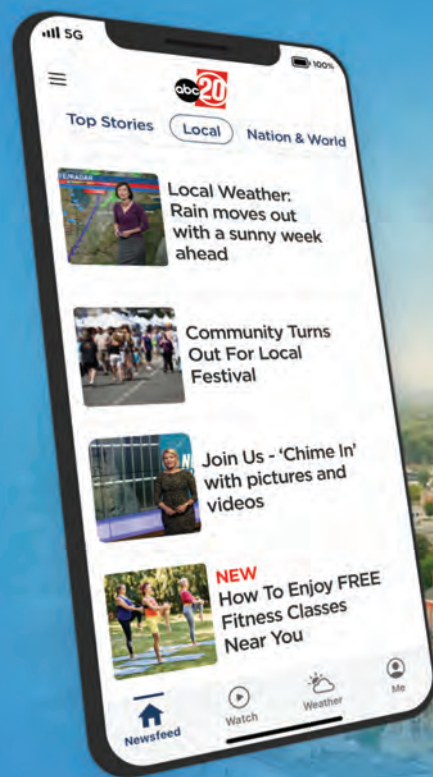 5G
100%
abc 20
Top Stories
Local
Nation & World
E/RADAR
Local Weather:
Rain moves out
with a sunny week
ahead
Community Turns
Out For Local
Festival
Join Us - 'Chime In'
with pictures and
videos
NEW
How To Enjoy FREE
Fitness Classes
Near You
Newsfeed
Watch
Weather
Me